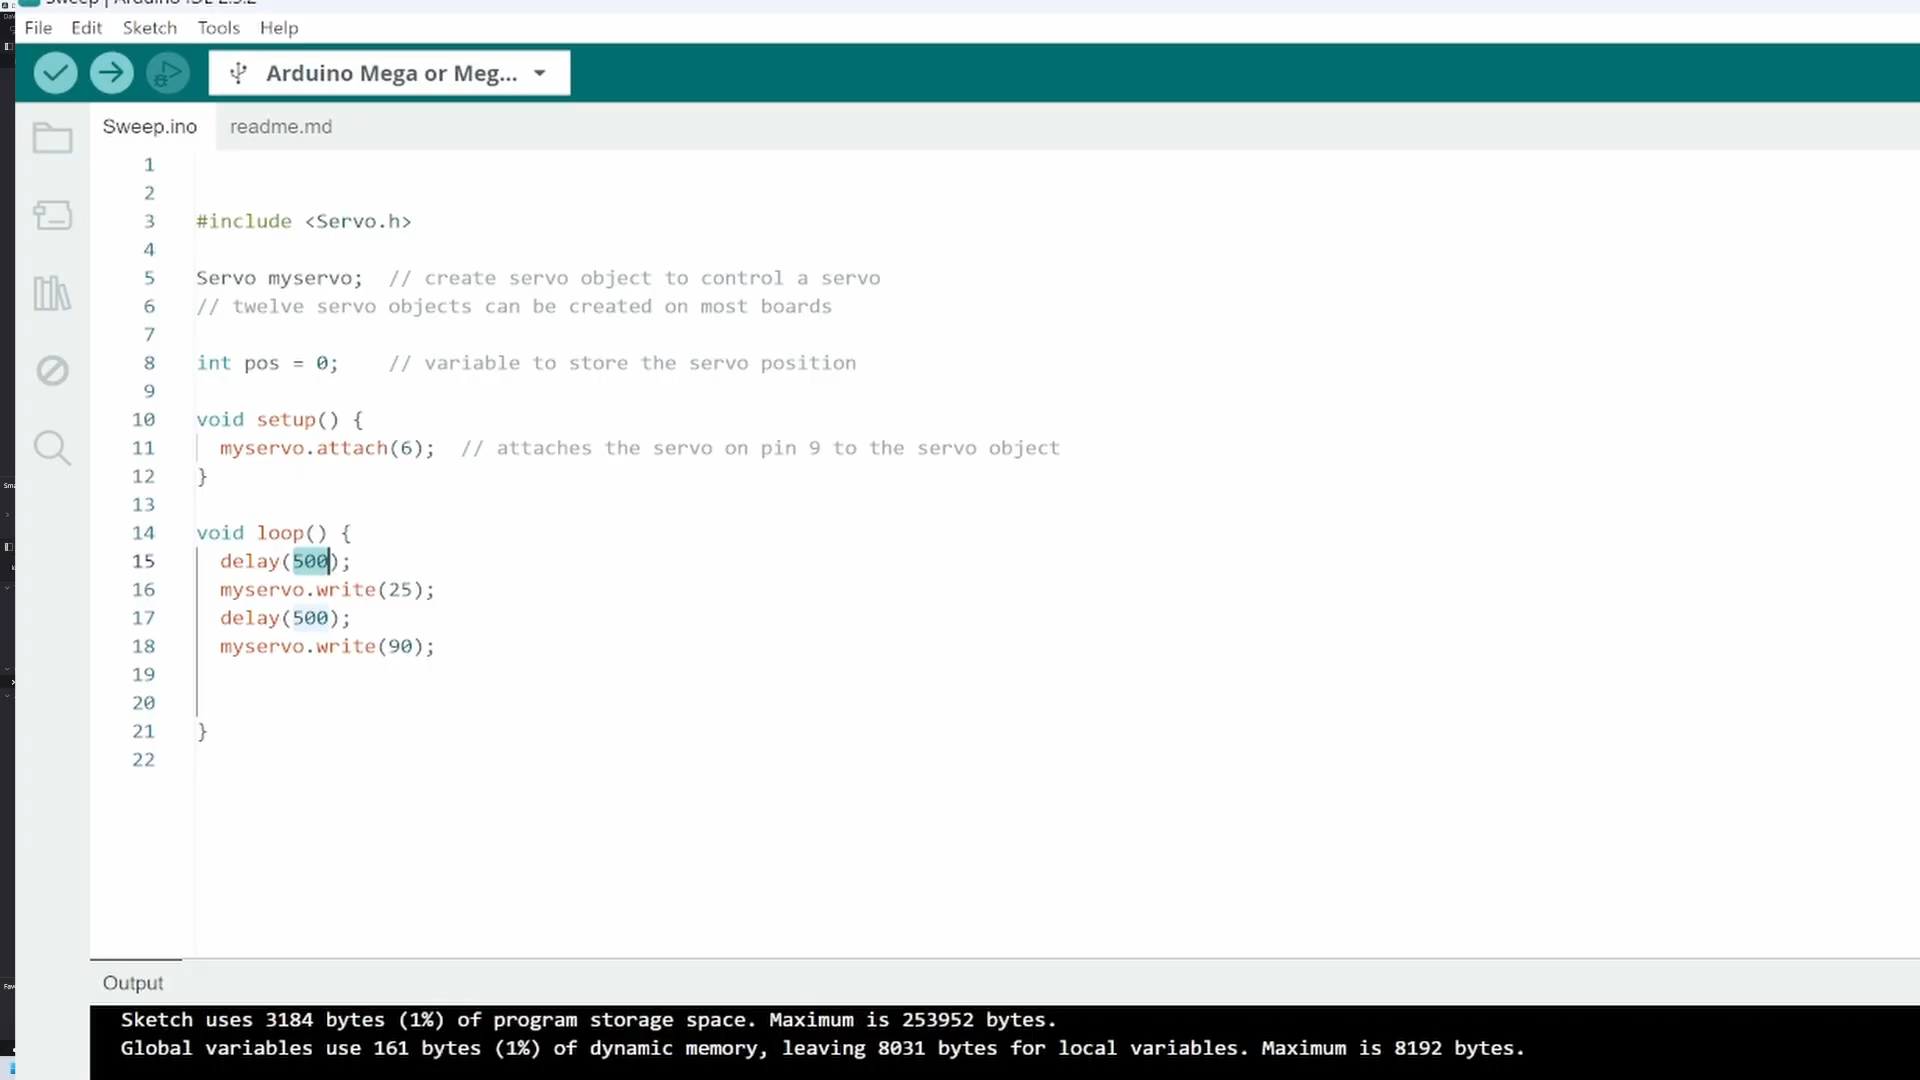 File Edit Sketch Tools Help
Arduino Mega or Meg...
Sweep.ino readme.md
1
2
3 #include <Servo.h>
4
5 Servo myservo;  // create servo object to control a servo
6 // twelve servo objects can be created on most boards
7
8 int pos = 0;    // variable to store the servo position
9
10 void setup() {
11   myservo.attach(6);  // attaches the servo on pin 9 to the servo object
12 }
13
14 void loop() {
15   delay(500);
16   myservo.write(25);
17   delay(500);
18   myservo.write(90);
19
20
21 }
22
Output
Sketch uses 3184 bytes (1%) of program storage space. Maximum is 253952 bytes.
Global variables use 161 bytes (1%) of dynamic memory, leaving 8031 bytes for local variables. Maximum is 8192 bytes.